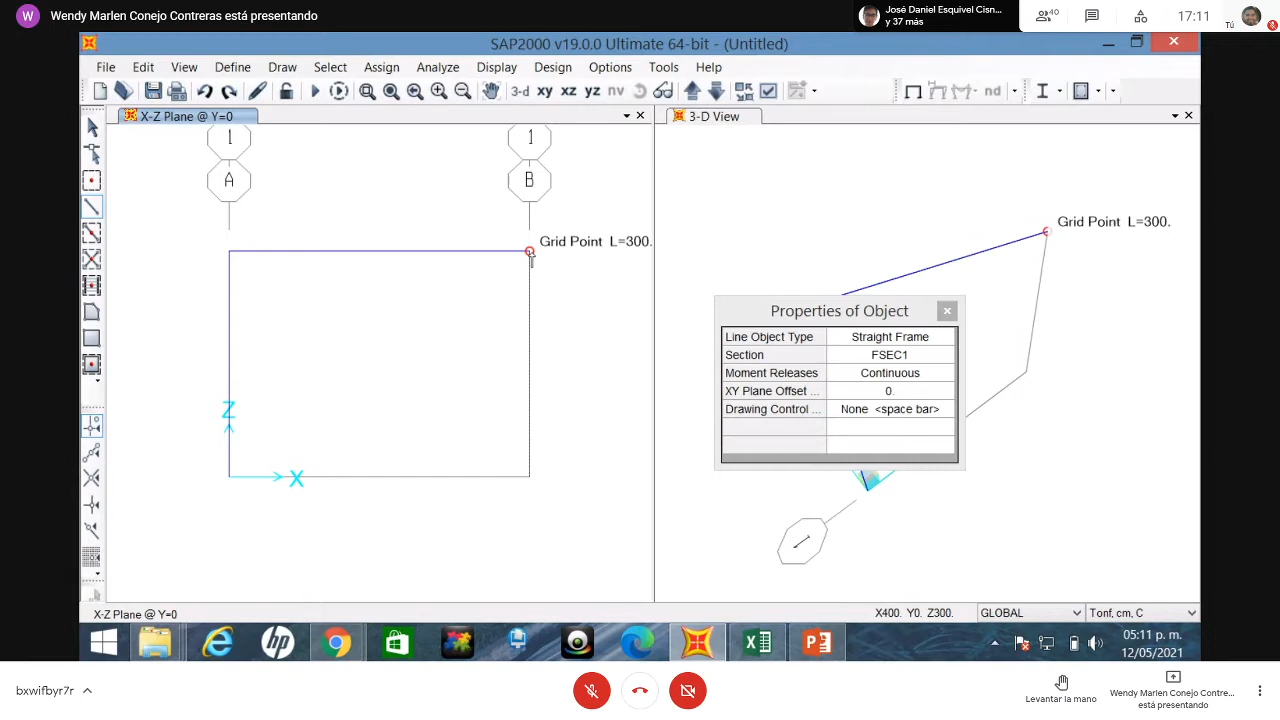 W Wendy Marlen Conejo Contreras está presentando
José Daniel Esquivel Cisn...
y 37 más
40
17:11
Tú
SAP2000 v19.0.0 Ultimate 64-bit - (Untitled)
File Edit View Define Draw Select Assign Analyze Display Design Options Tools Help
3-d xy xz yz nv nd
X-Z Plane @ Y=0
3-D View
1 1
A B
Grid Point L=300.
Grid Point L=300.
Properties of Object
Line Object Type Straight Frame
Section FSEC1
Moment Releases Continuous
XY Plane Offset ... 0.
Drawing Control ... None <space bar>
Z
X
1
X-Z Plane @ Y=0
X400. Y0. Z300.
GLOBAL
Tonf, cm, C
hp
05:11 p. m.
12/05/2021
bxwifbyr7r
Levantar la mano
Wendy Marlen Conejo Contre...
está presentando